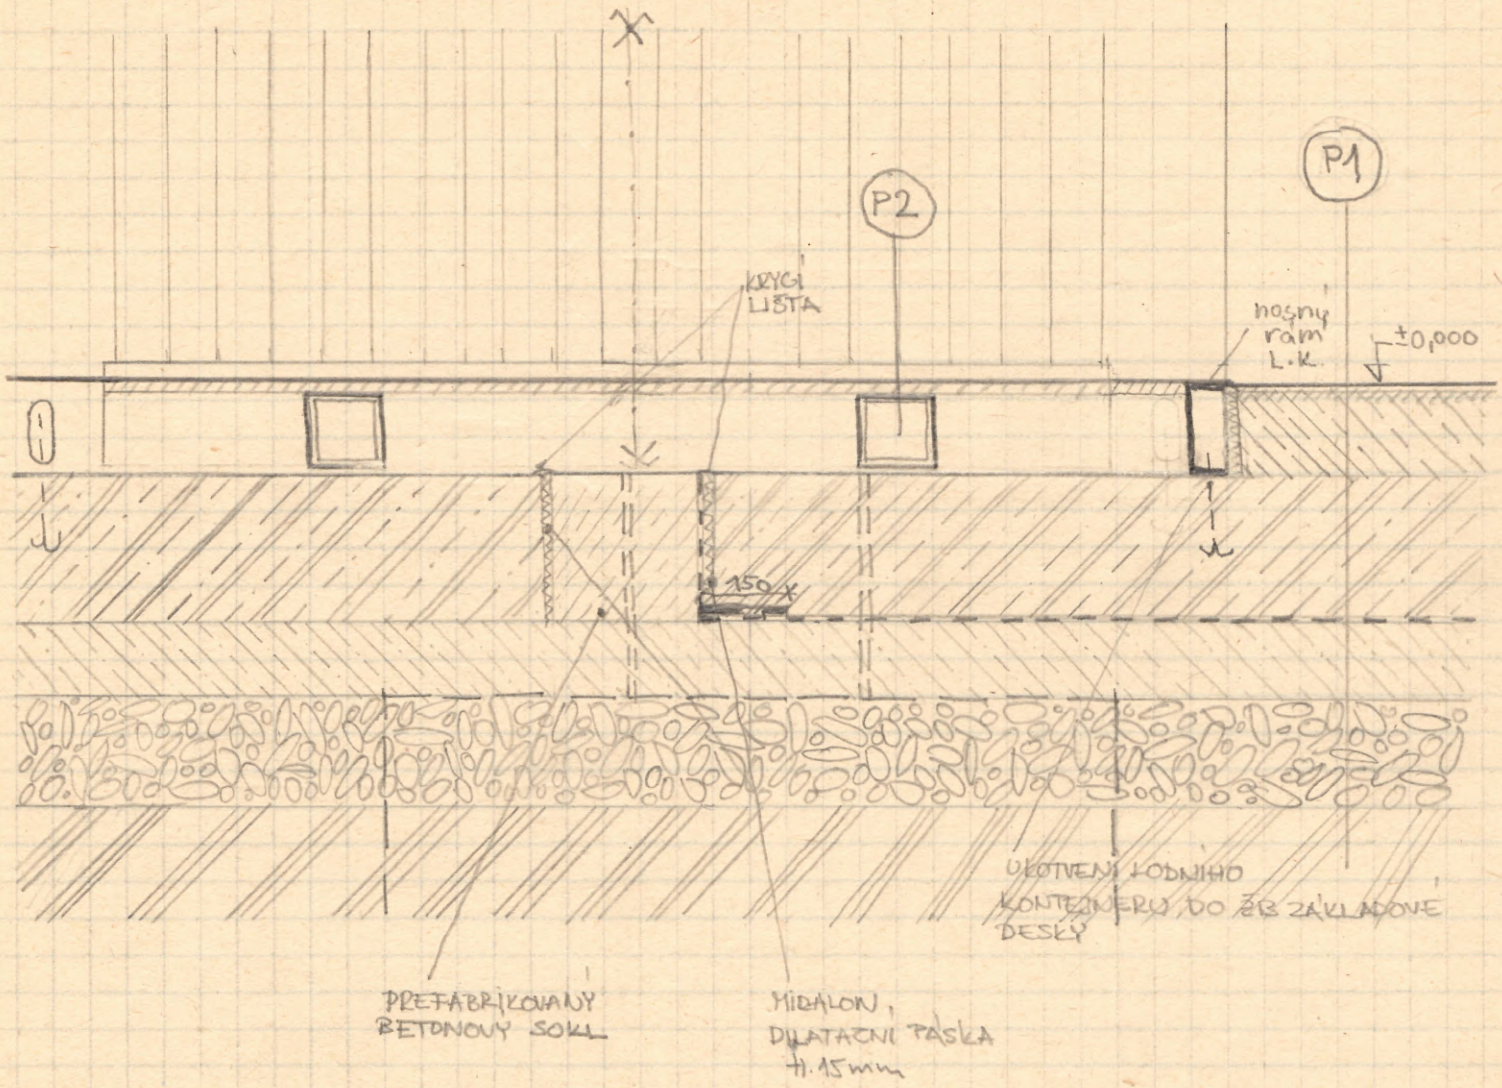 P1
P2
KRYCÍ
LIŠTA
nosný
rám
L.K.
±0,000
150
UKOTVENÍ LODNÍHO
KONTEJNERU DO ŽB ZÁKLADOVÉ
DESKY
PREFABRIKOVANÝ
BETONOVÝ SOKL
MIRALON,
DILATAČNÍ PÁSKA
tl. 15mm